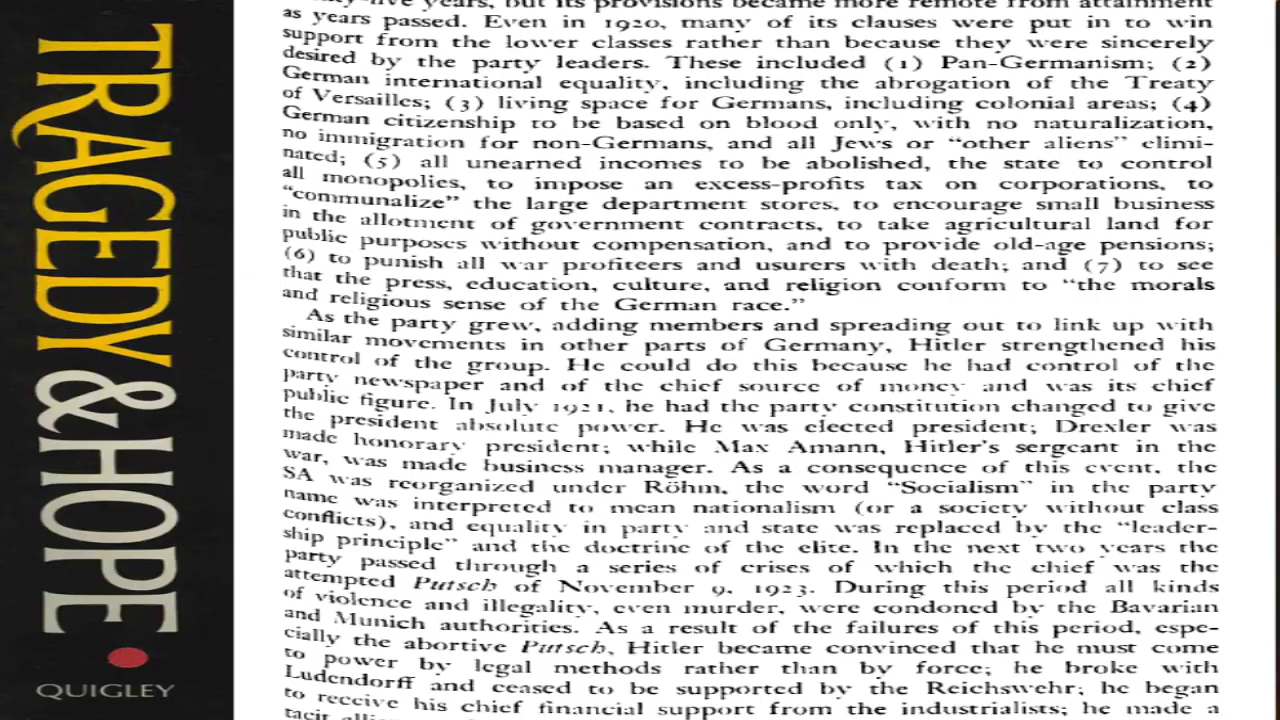 TRAGEDY & HOPE
QUIGLEY
years, but its provisions became more remote from attainment
as years passed. Even in 1920, many of its clauses were put in to win
support from the lower classes rather than because they were sincerely
desired by the party leaders. These included (1) Pan-Germanism; (2)
German international equality, including the abrogation of the Treaty
of Versailles; (3) living space for Germans, including colonial areas; (4)
German citizenship to be based on blood only, with no naturalization,
no immigration for non-Germans, and all Jews or “other aliens” elimi-
nated; (5) all unearned incomes to be abolished, the state to control
all monopolies, to impose an excess-profits tax on corporations, to
“communalize” the large department stores, to encourage small business
in the allotment of government contracts, to take agricultural land for
public purposes without compensation, and to provide old-age pensions;
(6) to punish all war profiteers and usurers with death; and (7) to see
that the press, education, culture, and religion conform to “the morals
and religious sense of the German race.”
As the party grew, adding members and spreading out to link up with
similar movements in other parts of Germany, Hitler strengthened his
control of the group. He could do this because he had control of the
party newspaper and of the chief source of money and was its chief
public figure. In July 1921, he had the party constitution changed to give
the president absolute power. He was elected president; Drexler was
made honorary president; while Max Amann, Hitler's sergeant in the
war, was made business manager. As a consequence of this event, the
SA was reorganized under Röhm, the word “Socialism” in the party
name was interpreted to mean nationalism (or a society without class
conflicts), and equality in party and state was replaced by the “leader-
ship principle” and the doctrine of the elite. In the next two years the
party passed through a series of crises of which the chief was the
attempted Putsch of November 9, 1923. During this period all kinds
of violence and illegality, even murder, were condoned by the Bavarian
and Munich authorities. As a result of the failures of this period, espe-
cially the abortive Putsch, Hitler became convinced that he must come
to power by legal methods rather than by force; he broke with
Ludendorff and ceased to be supported by the Reichswehr; he began
to receive his chief financial support from the industrialists; he made a
tacit